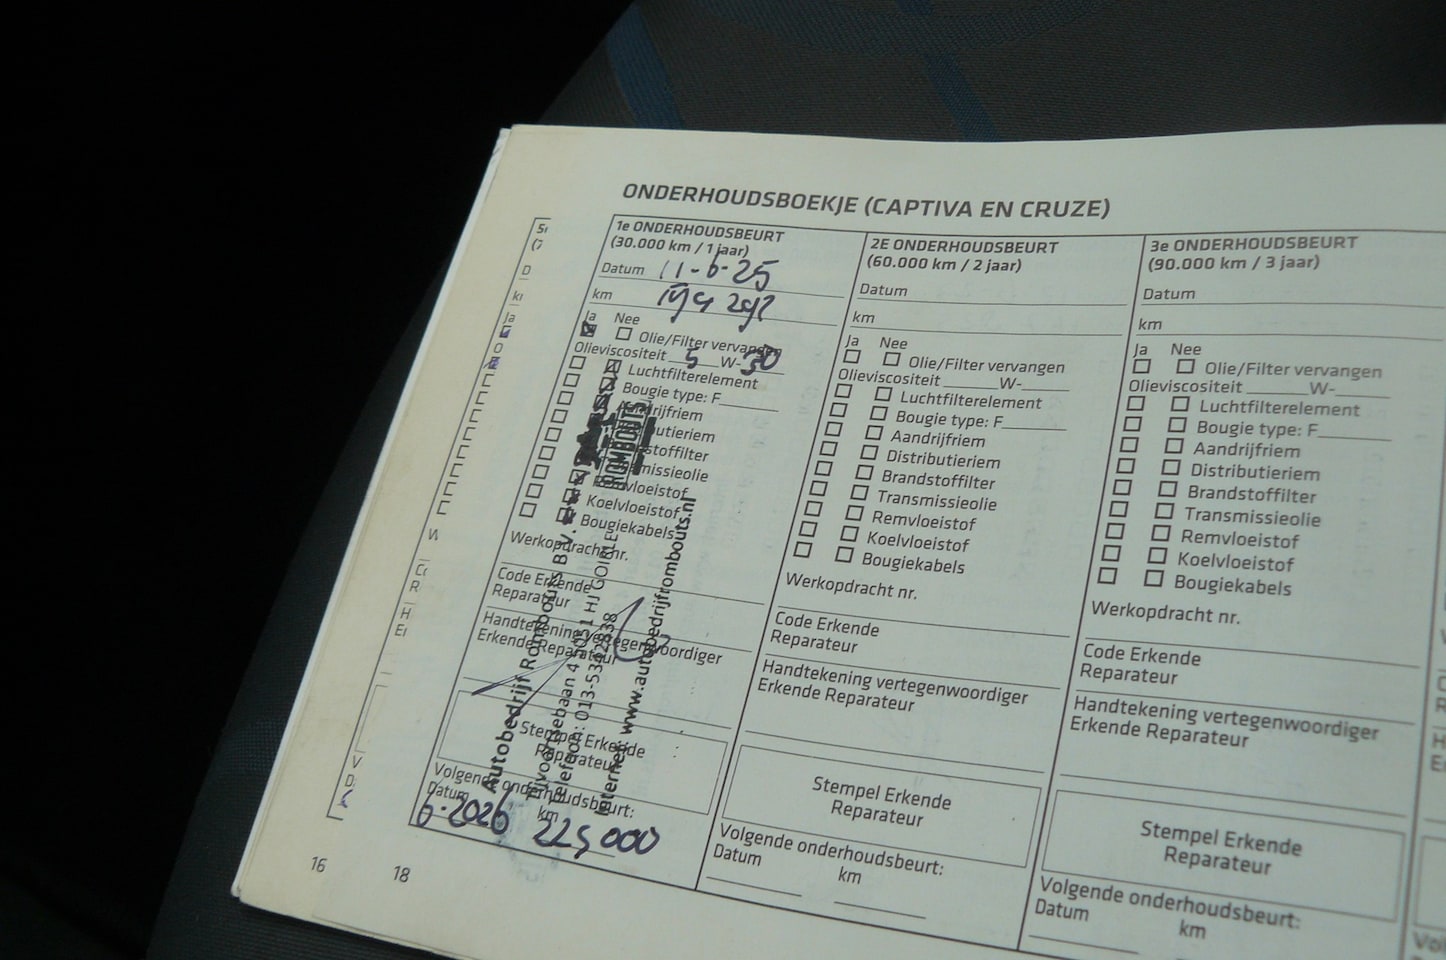 ONDERHOUDSBOEKJE (CAPTIVA EN CRUZE)
1e ONDERHOUDSBEURT
(30.000 km / 1 jaar)
Datum 11-6-25
km
Ja Nee
Olie/Filter vervangen
Olieviscositeit 5 W-30
Luchtfilterelement
Bougie type: F
Koelvloeistof
Bougiekabels
Werkopdracht nr.
Code Erkende
Reparateur
Handtekening vertegenwoordiger
Erkende Reparateur
Stempel Erkende
Reparateur
Volgende onderhoudsbeurt:
Datum km
6-2026 225000
ROMBOUTS
Autobedrijf Rombouts B.V.
Telefoon: 013-5342838
Internet: www.autobedrijfrombouts.nl
2E ONDERHOUDSBEURT
(60.000 km / 2 jaar)
Datum
km
Ja Nee
Olie/Filter vervangen
Olieviscositeit W-
Luchtfilterelement
Bougie type: F
Aandrijfriem
Distributieriem
Brandstoffilter
Transmissieolie
Remvloeistof
Koelvloeistof
Bougiekabels
Werkopdracht nr.
Code Erkende
Reparateur
Handtekening vertegenwoordiger
Erkende Reparateur
Stempel Erkende
Reparateur
Volgende onderhoudsbeurt:
Datum km
3e ONDERHOUDSBEURT
(90.000 km / 3 jaar)
Datum
km
Ja Nee
Olie/Filter vervangen
Olieviscositeit W-
Luchtfilterelement
Bougie type: F
Aandrijfriem
Distributieriem
Brandstoffilter
Transmissieolie
Remvloeistof
Koelvloeistof
Bougiekabels
Werkopdracht nr.
Code Erkende
Reparateur
Handtekening vertegenwoordiger
Erkende Reparateur
Stempel Erkende
Reparateur
Volgende onderhoudsbeurt:
Datum km
16 18